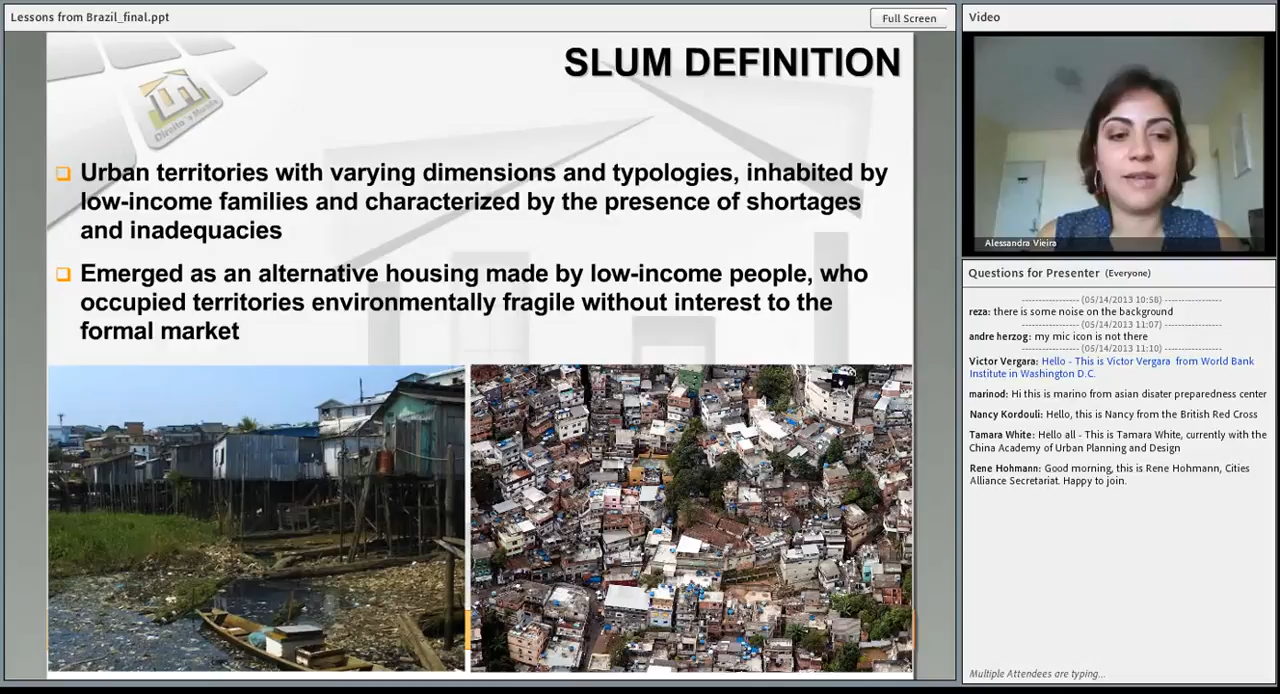 Lessons from Brazil_final.ppt
Full Screen
SLUM DEFINITION
Direito à Moradia
Urban territories with varying dimensions and typologies, inhabited by
low-income families and characterized by the presence of shortages
and inadequacies
Emerged as an alternative housing made by low-income people, who
occupied territories environmentally fragile without interest to the
formal market
Video
Alessandra Vieira
Questions for Presenter (Everyone)
---------------- (05/14/2013 10:58) ----------------
reza: there is some noise on the background
---------------- (05/14/2013 11:07) ----------------
andre herzog: my mic icon is not there
---------------- (05/14/2013 11:10) ----------------
Victor Vergara: Hello - This is Victor Vergara from World Bank
Institute in Washington D.C.
marinod: Hi this is marino from asian disater preparedness center
Nancy Kordouli: Hello, this is Nancy from the British Red Cross
Tamara White: Hello all - This is Tamara White, currently with the
China Academy of Urban Planning and Design
Rene Hohmann: Good morning, this is Rene Hohmann, Cities
Alliance Secretariat. Happy to join.
Multiple Attendees are typing...